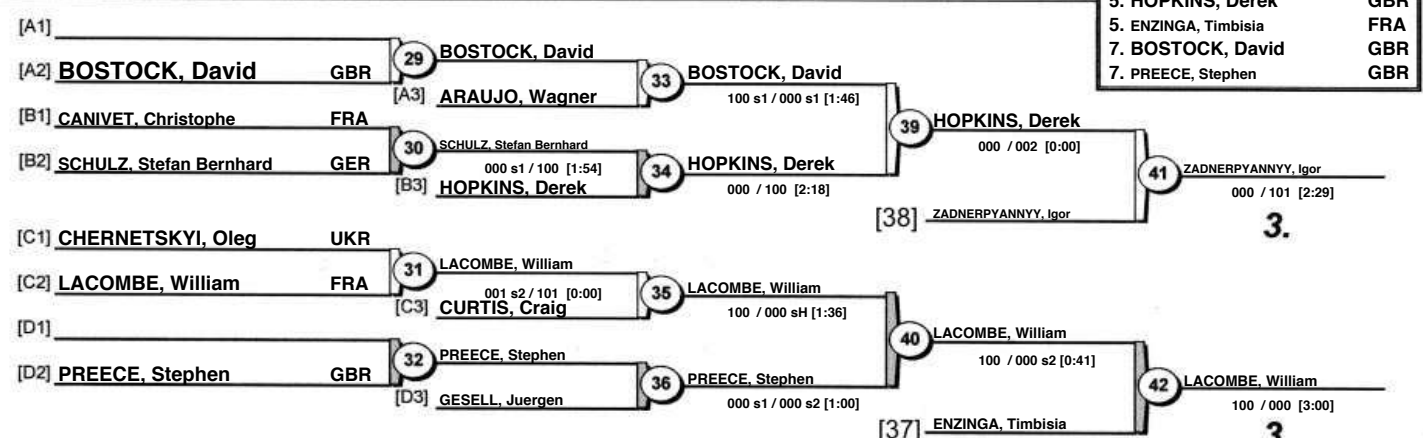 5. HOPKINS, Derek GBR
5. ENZINGA, Timbisia FRA
7. BOSTOCK, David GBR
7. PREECE, Stephen GBR
[A1]
[A2] BOSTOCK, David GBR
29
BOSTOCK, David
[A3] ARAUJO, Wagner
33
BOSTOCK, David
100 s1 / 000 s1 [1:46]
[B1] CANIVET, Christophe FRA
[B2] SCHULZ, Stefan Bernhard GER
30
SCHULZ, Stefan Bernhard
000 s1 / 100 [1:54]
[B3] HOPKINS, Derek
34
HOPKINS, Derek
000 / 100 [2:18]
39
HOPKINS, Derek
000 / 002 [0:00]
[38] ZADNERPYANNYY, Igor
41
ZADNERPYANNYY, Igor
000 / 101 [2:29]
3.
[C1] CHERNETSKYI, Oleg UKR
[C2] LACOMBE, William FRA
31
LACOMBE, William
001 s2 / 101 [0:00]
[C3] CURTIS, Craig
35
LACOMBE, William
100 / 000 sH [1:36]
[D1]
[D2] PREECE, Stephen GBR
32
PREECE, Stephen
[D3] GESELL, Juergen
36
PREECE, Stephen
000 s1 / 000 s2 [1:00]
40
LACOMBE, William
100 / 000 s2 [0:41]
[37] ENZINGA, Timbisia
42
LACOMBE, William
100 / 000 [3:00]
3.